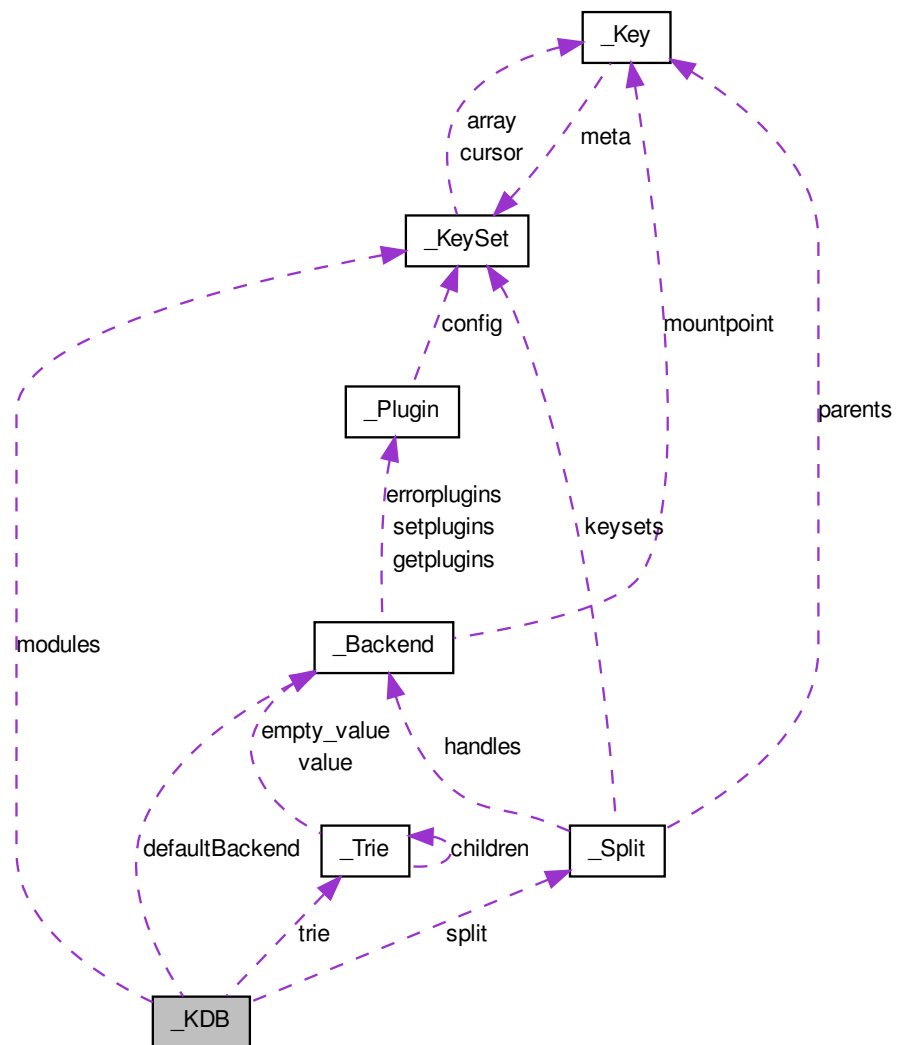 _Key
array
cursor
meta
_KeySet
config
mountpoint
_Plugin
parents
errorplugins
setplugins
getplugins
keysets
modules
_Backend
empty_value
value
handles
defaultBackend
_Trie
children
_Split
trie
split
_KDB